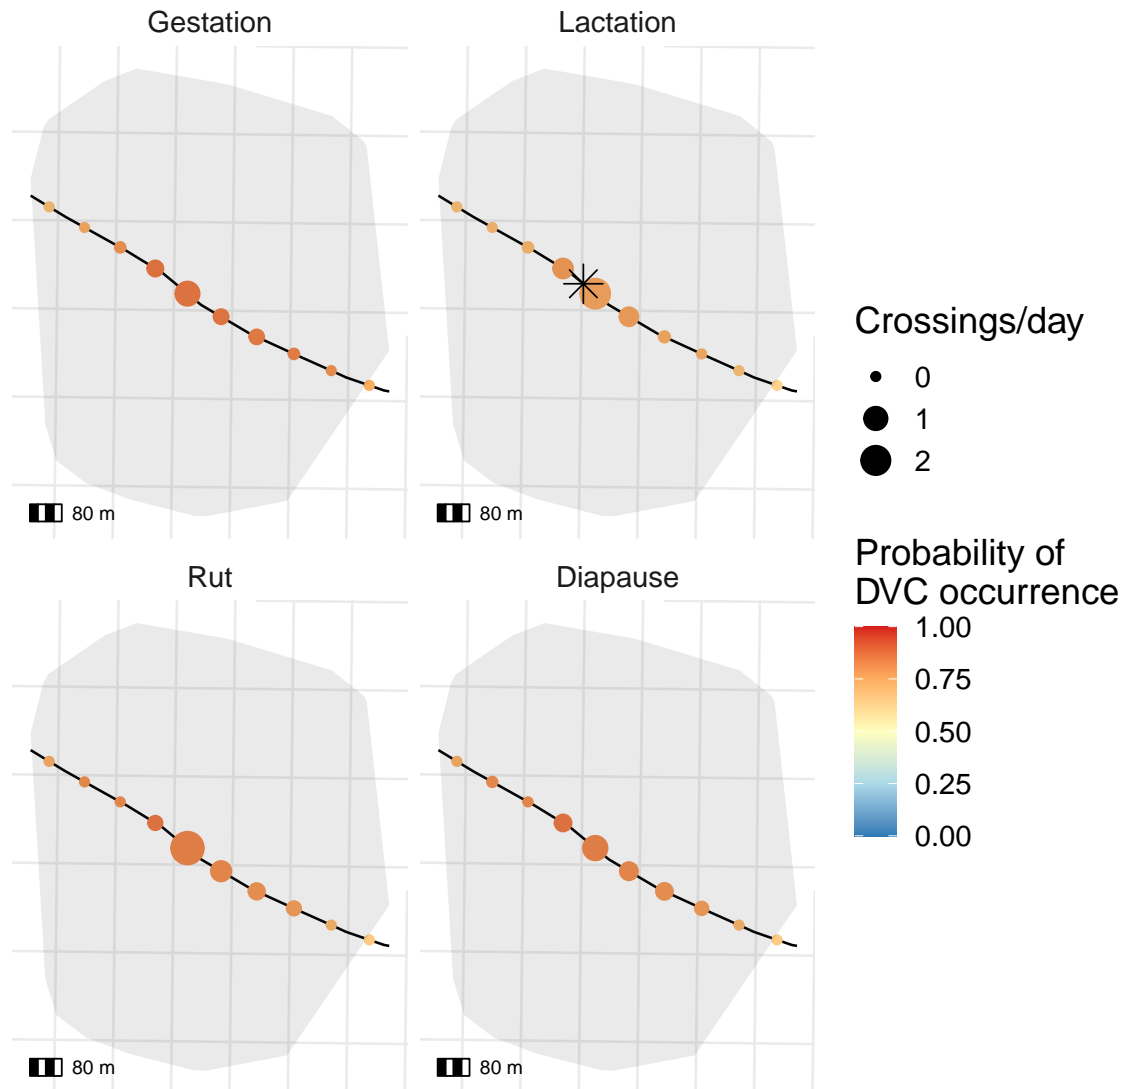 Gestation
Lactation
80 m
80 m
Rut
Diapause
80 m
80 m
Crossings/day
0
1
2
Probability of
DVC occurrence
1.00
0.75
0.50
0.25
0.00